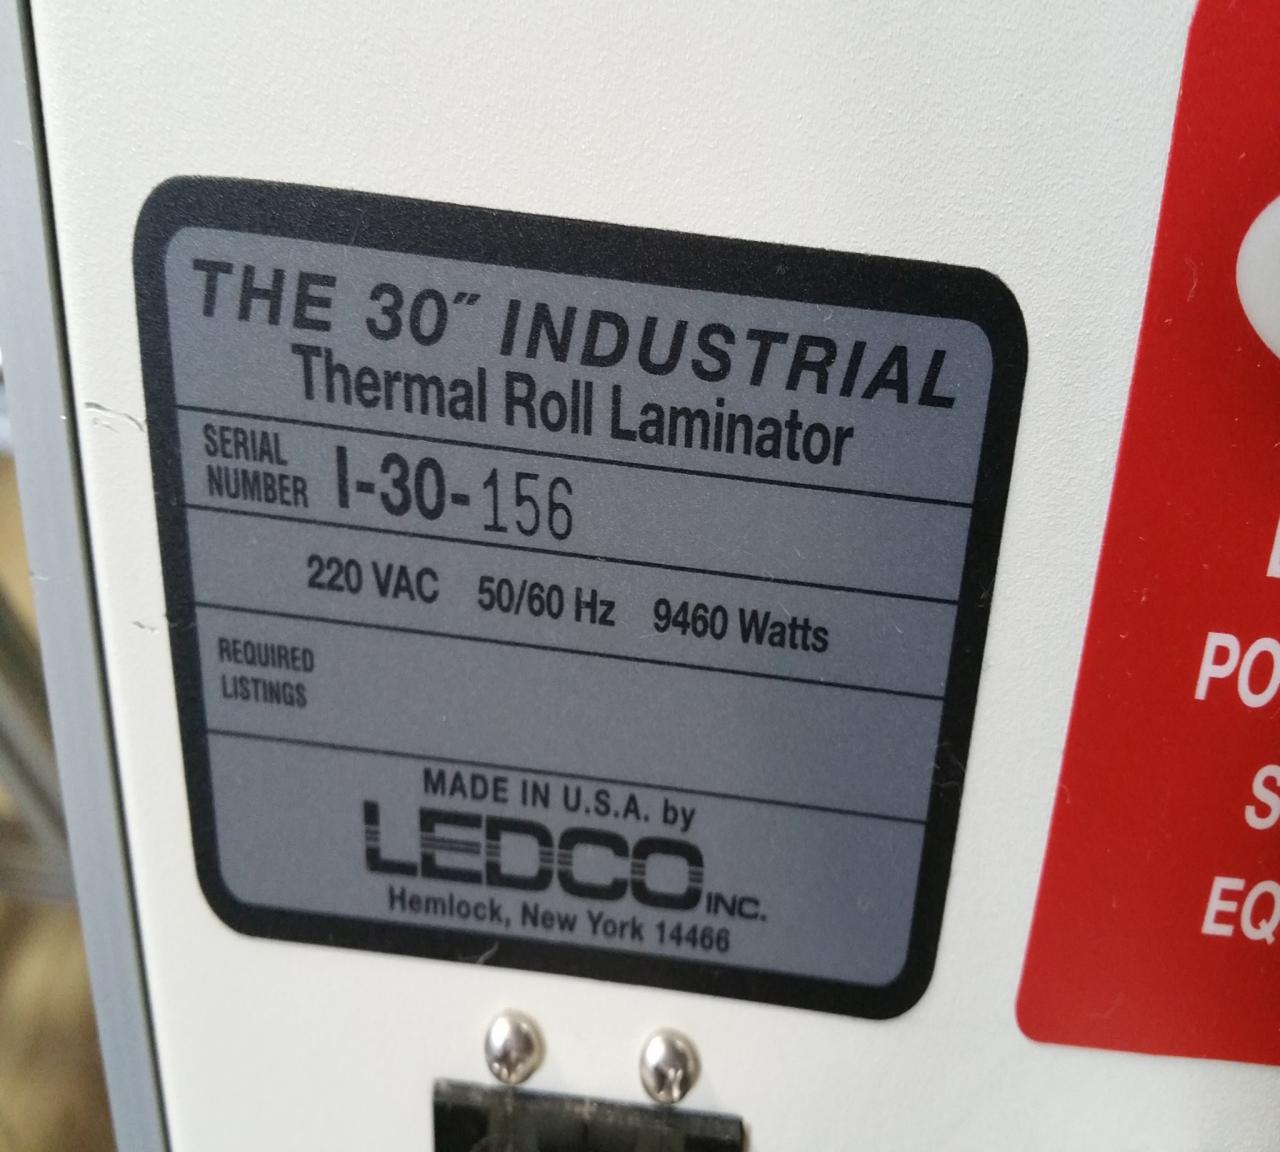 THE 30" INDUSTRIAL
Thermal Roll Laminator
SERIAL
NUMBER I-30-156
220 VAC 50/60 Hz 9460 Watts
REQUIRED
LISTINGS
MADE IN U.S.A. by
LEDCO INC.
Hemlock, New York 14466
PO
S
EQ